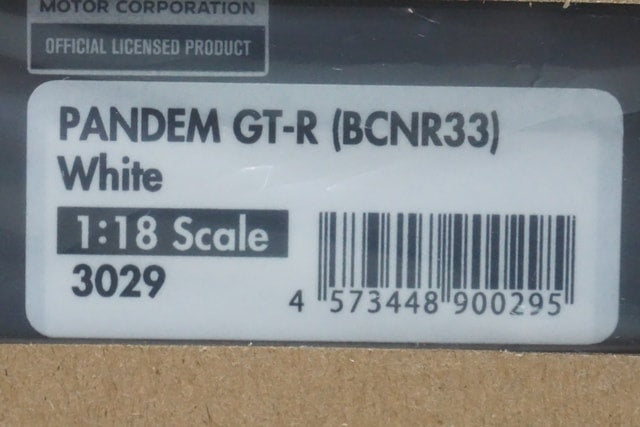 MOTOR CORPORATION
OFFICIAL LICENSED PRODUCT
PANDEM GT-R (BCNR33)
White
1:18 Scale
3029
4 573448 900295